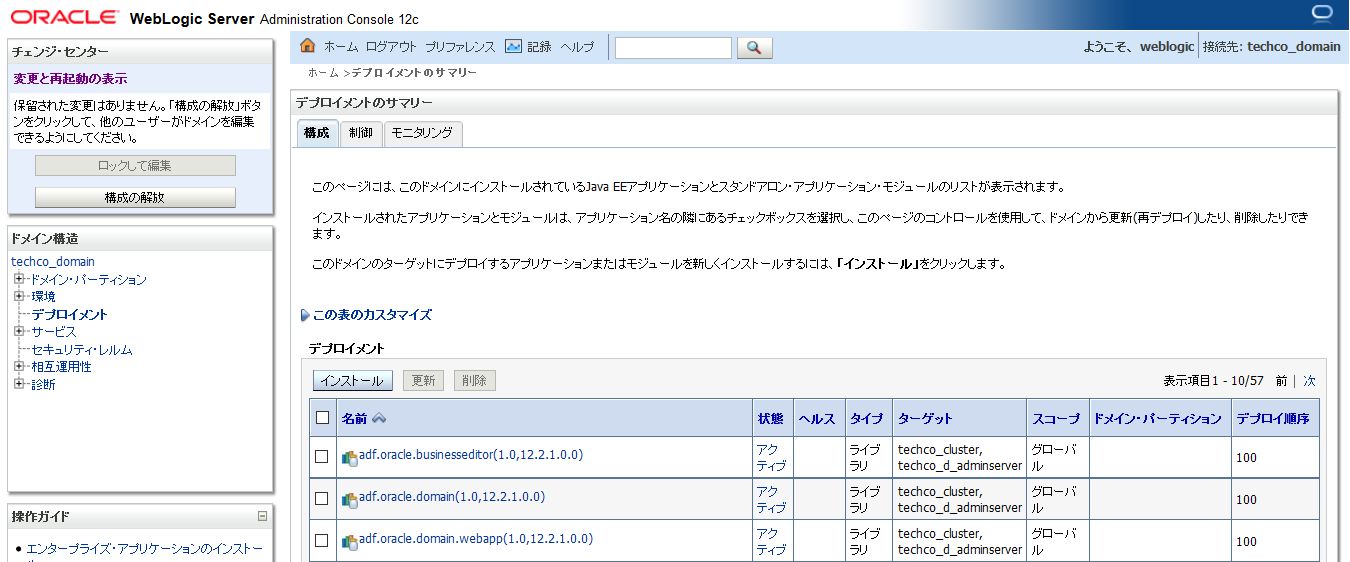 ORACLE WebLogic Server Administration Console 12c
チェンジ・センター
変更と再起動の表示
保留された変更はありません。「構成の解放」ボタ
ンをクリックして、他のユーザーがドメインを編集
できるようにしてください。
ロックして編集
構成の解放
ドメイン構造
techco_domain
ドメイン・パーティション
環境
デプロイメント
サービス
セキュリティ・レルム
相互運用性
診断
操作ガイド
エンタープライズ・アプリケーションのインストー
ホーム ログアウト プリファレンス 記録 ヘルプ
ようこそ、weblogic 接続先: techco_domain
ホーム >デプロイメントのサマリー
デプロイメントのサマリー
構成 制御 モニタリング
このページには、このドメインにインストールされているJava EEアプリケーションとスタンドアロン・アプリケーション・モジュールのリストが表示されます。
インストールされたアプリケーションとモジュールは、アプリケーション名の隣にあるチェックボックスを選択し、このページのコントロールを使用して、ドメインから更新(再デプロイ)したり、削除したりでき
ます。
このドメインのターゲットにデプロイするアプリケーションまたはモジュールを新しくインストールするには、「インストール」をクリックします。
この表のカスタマイズ
デプロイメント
インストール 更新 削除 表示項目1 - 10/57 前 | 次
名前 状態 ヘルス タイプ ターゲット スコープ ドメイン・パーティション デプロイ順序
adf.oracle.businesseditor(1.0,12.2.1.0.0) アク ライブ techco_cluster, グローバ 100
ティブ ラリ techco_d_adminserver ル
adf.oracle.domain(1.0,12.2.1.0.0) アク ライブ techco_cluster, グローバ 100
ティブ ラリ techco_d_adminserver ル
adf.oracle.domain.webapp(1.0,12.2.1.0.0) アク ライブ techco_cluster, グローバ 100
ティブ ラリ techco_d_adminserver ル